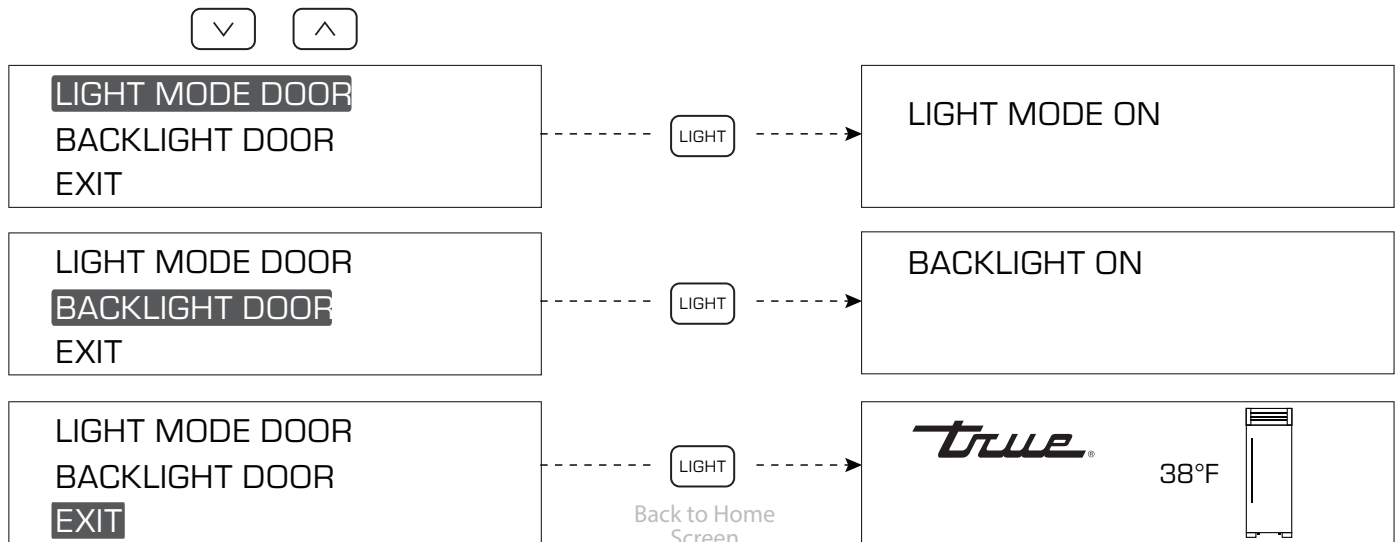 LIGHT MODE DOOR
BACKLIGHT DOOR
EXIT
LIGHT
LIGHT MODE ON
LIGHT MODE DOOR
BACKLIGHT DOOR
EXIT
LIGHT
BACKLIGHT ON
LIGHT MODE DOOR
BACKLIGHT DOOR
EXIT
LIGHT
Back to Home
Screen
true®
38°F